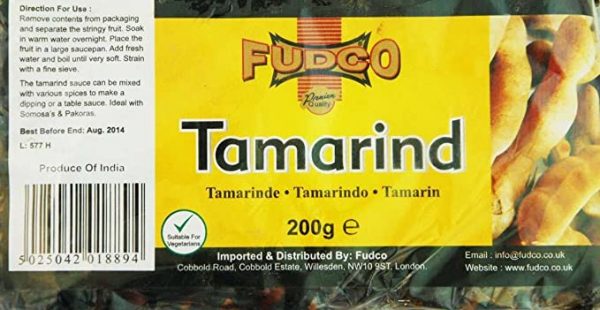 Direction For Use :
Remove contents from packaging
and separate the stringy fruit. Soak
in warm water overnight. Place the
fruit in a large saucepan. Add fresh
water and boil until very soft. Strain
with a fine sieve.
The tamarind sauce can be mixed
with various spices to make a
dipping or a table sauce. Ideal with
Somosa's & Pakoras.
Best Before End: Aug. 2014
L: 577 H
Produce Of India
5 025042 018894
FUDCO
Premium
Quality
Tamarind
Tamarinde • Tamarindo • Tamarin
200g e
Suitable For
Vegetarians
Imported & Distributed By: Fudco
Cobbold Road, Cobbold Estate, Willesden, NW10 9ST, London.
Email : info@fudco.co.uk
Website : www.fudco.co.uk